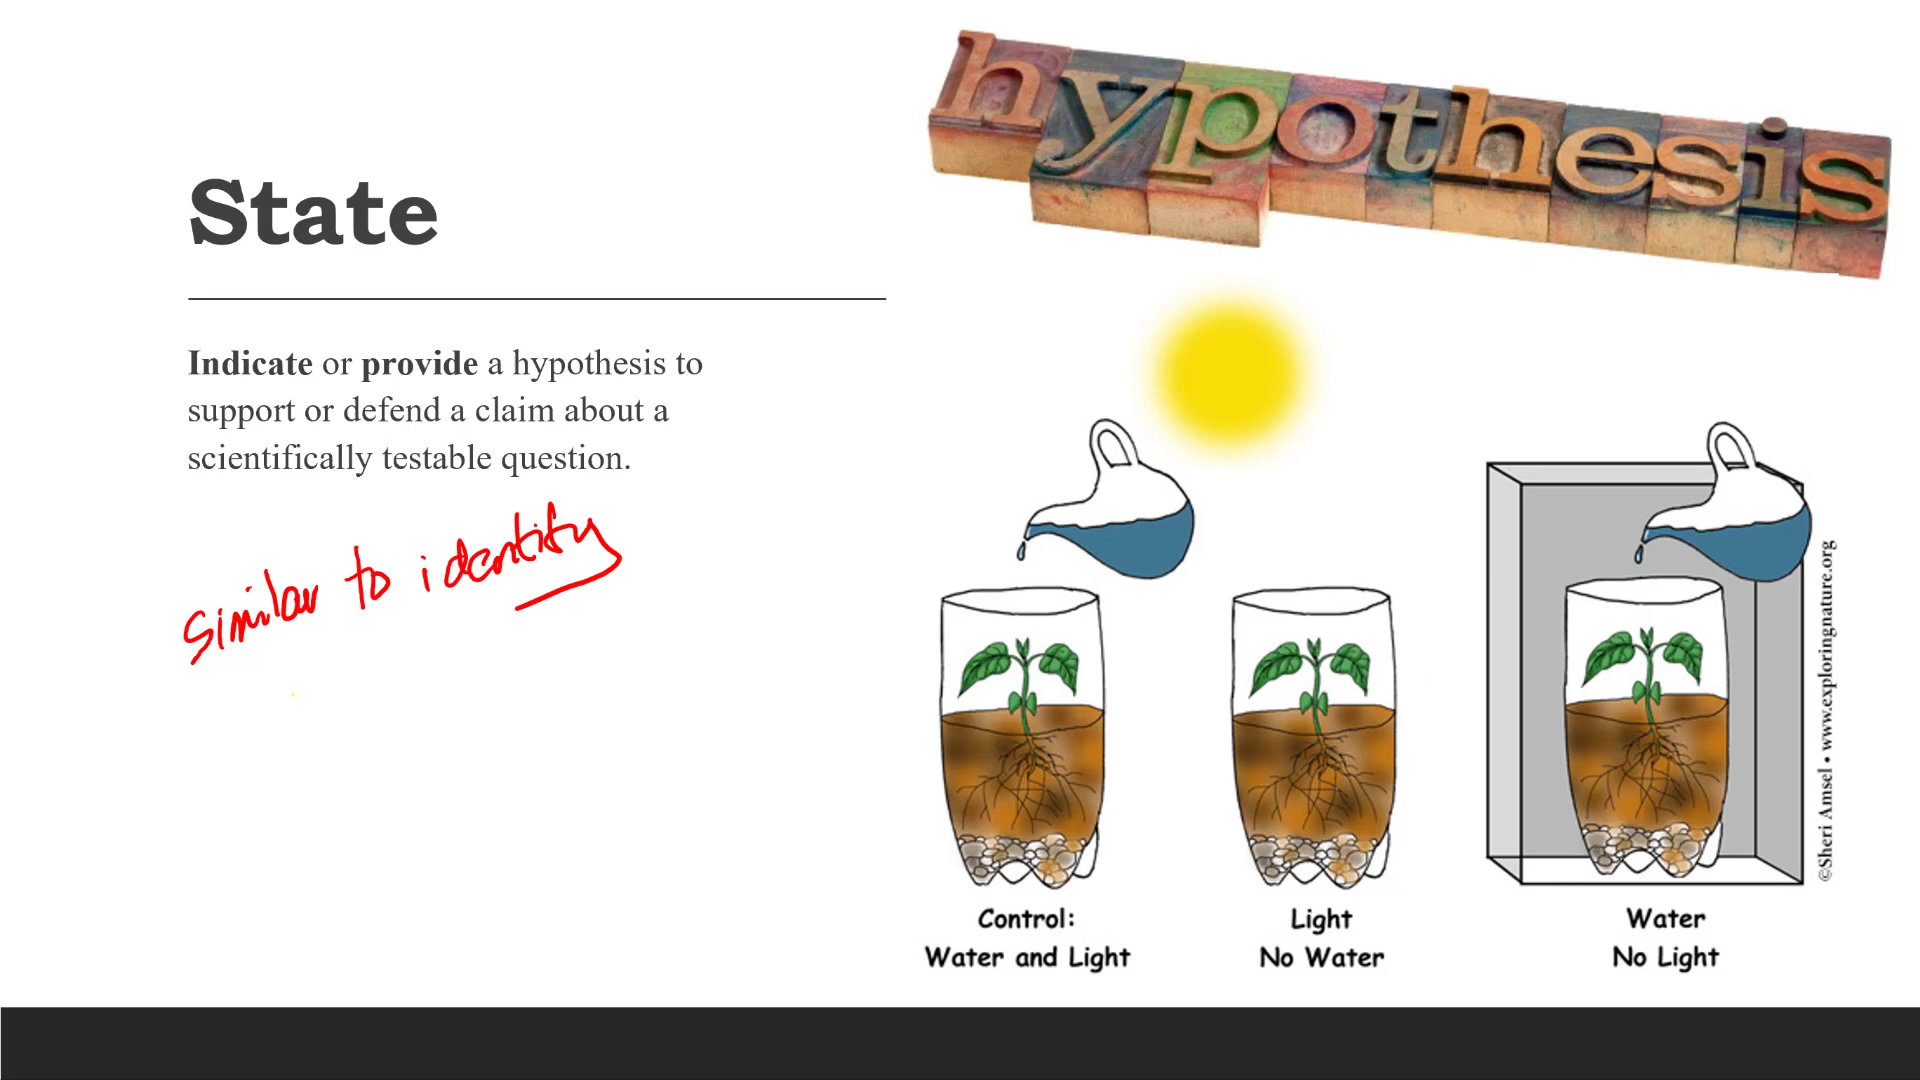 hypothesis
State
Indicate or provide a hypothesis to
support or defend a claim about a
scientifically testable question.
similar to identify
©Sheri Amsel • www.exploringnature.org
Control:
Water and Light
Light
No Water
Water
No Light